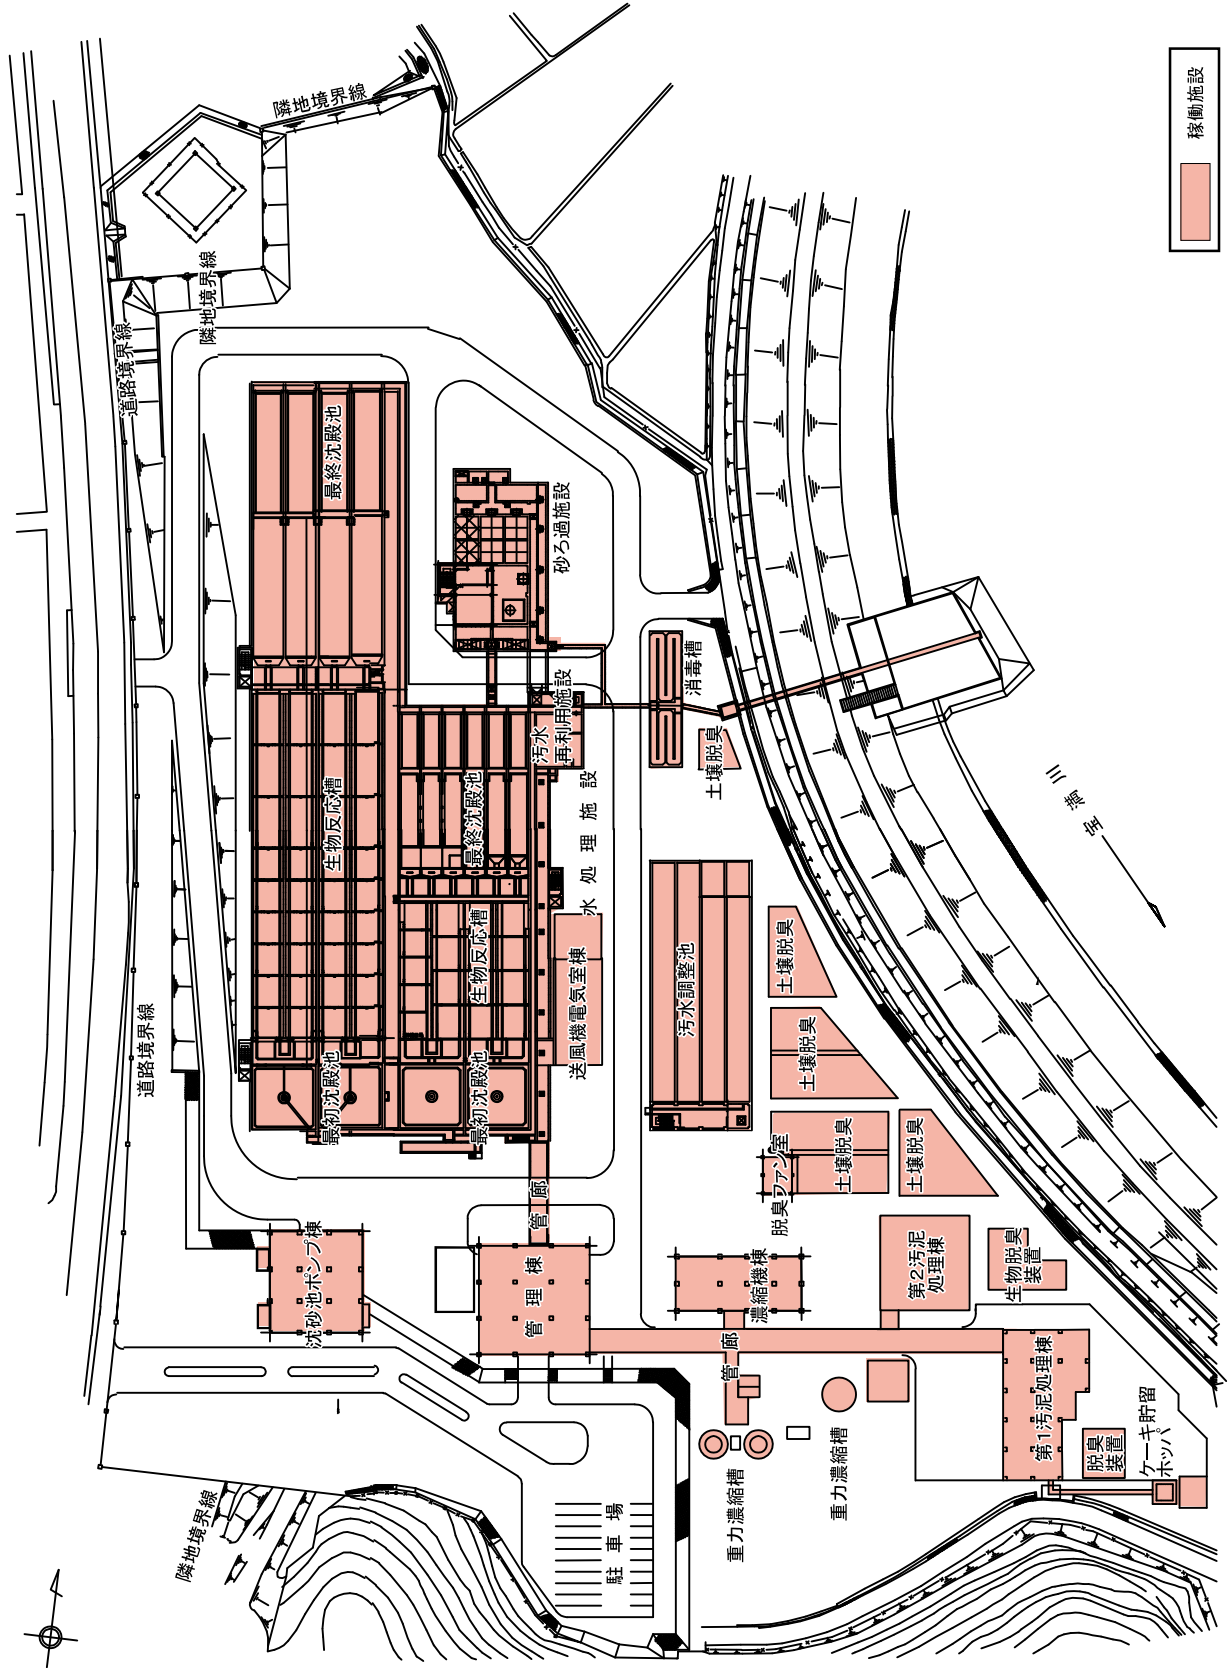 稼働施設
隣地境界線
隣地境界線
道路境界線
最終沈殿池
砂ろ過施設
生物反応槽
最終沈殿池
汚水
再利用施設
水処理施設
消毒槽
土壌脱臭
生物反応槽
送風機電気室棟
汚水調整池
土壌脱臭
土壌脱臭
道路境界線
最初沈殿池
最初沈殿池
脱臭ファン室
土壌脱臭
土壌脱臭
管廊
沈砂池ポンプ棟
管理棟
濃縮機棟
第2汚泥
処理棟
生物脱臭
装置
管廊
第1汚泥処理棟
脱臭
装置
ケーキ貯留
ホッパ
重力濃縮槽
重力濃縮槽
隣地境界線
駐車場